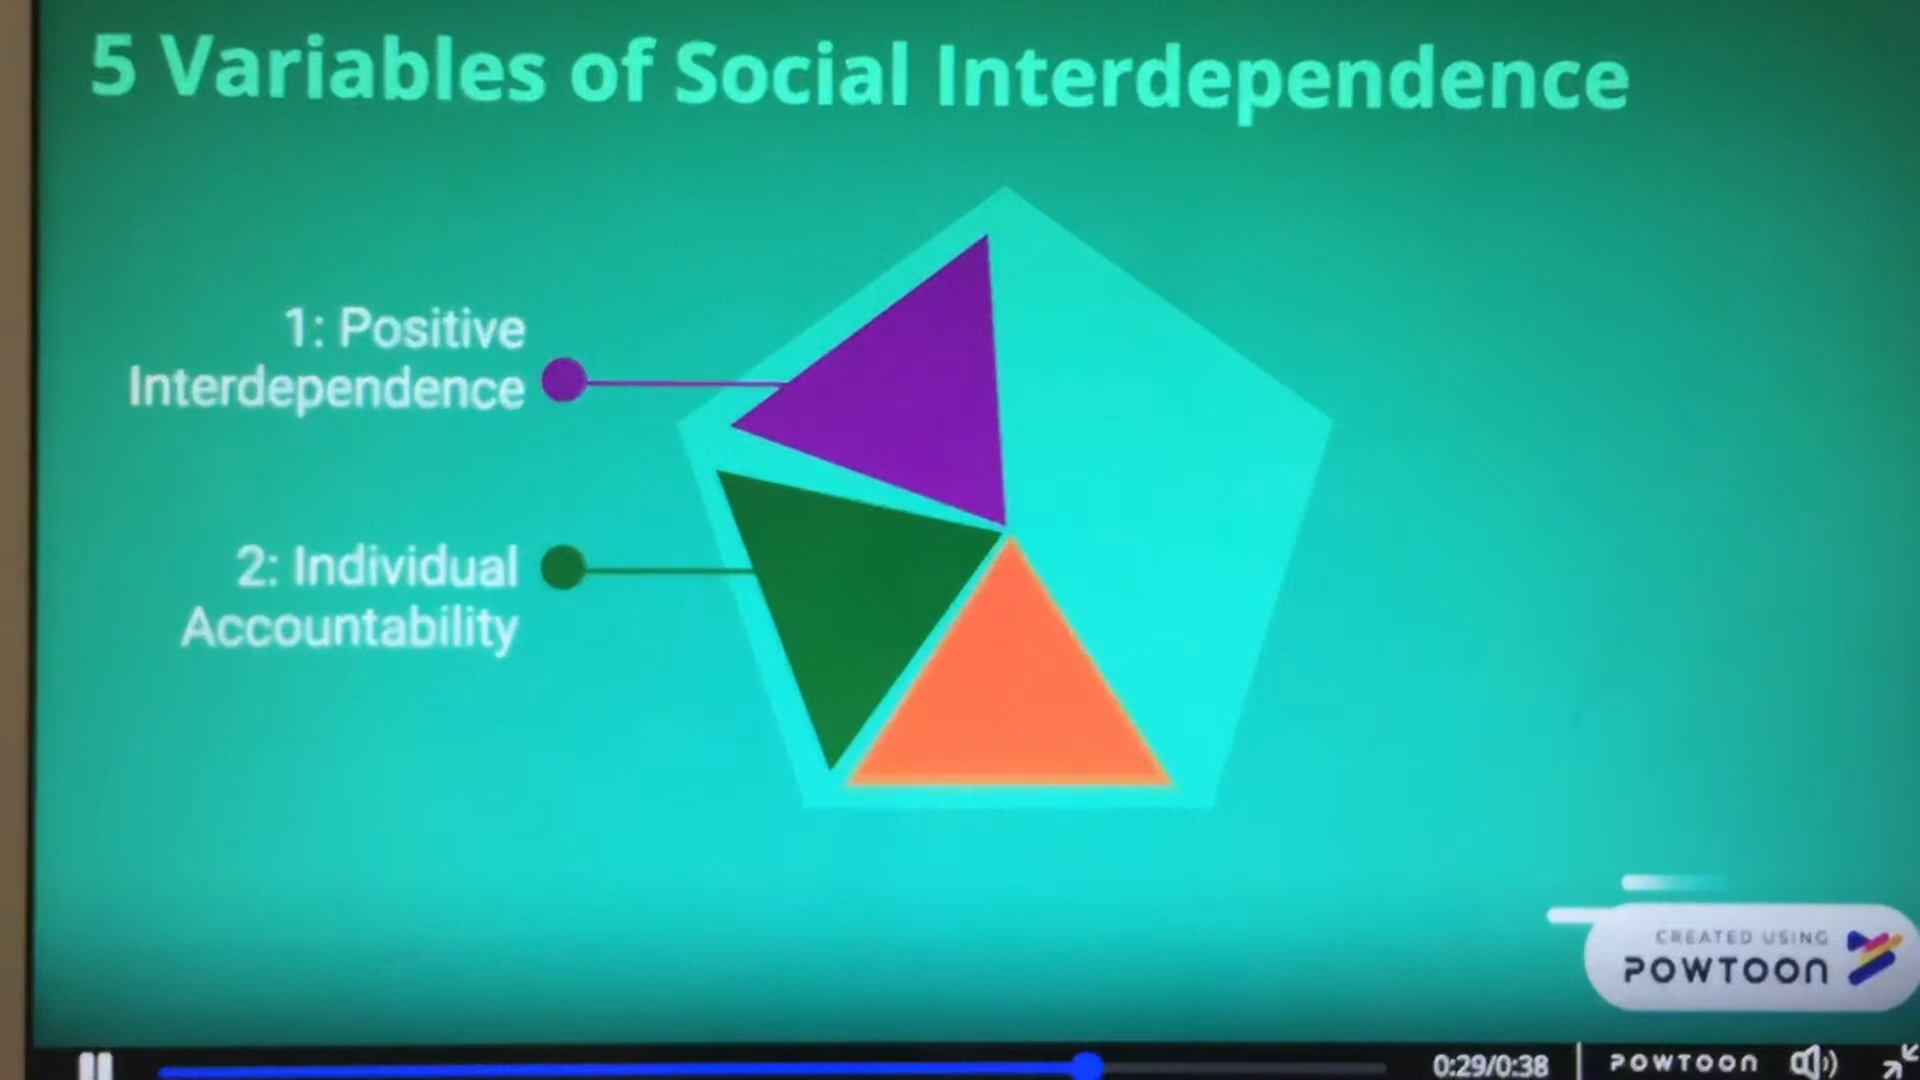 5 Variables of Social Interdependence
1: Positive
Interdependence
2: Individual
Accountability
CREATED USING
POWTOON
0:29/0:38
POWTOON